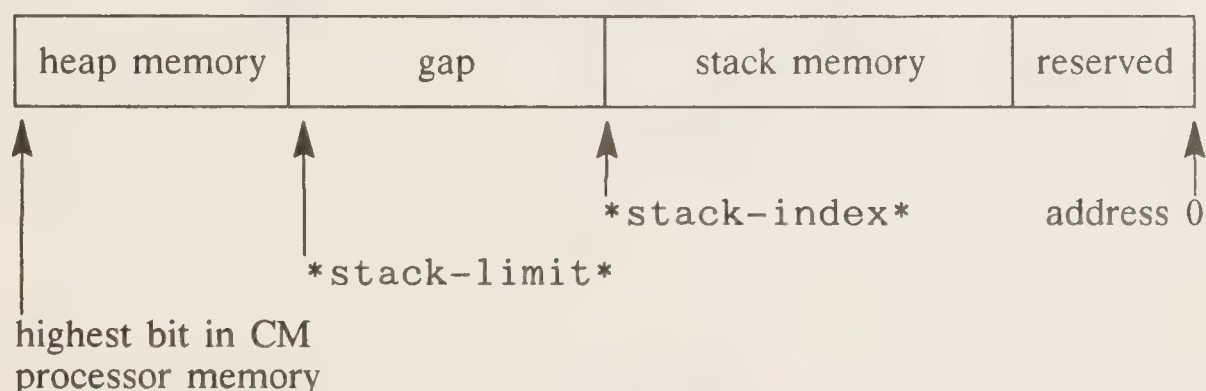 heap memory gap stack memory reserved
*stack-index* address 0
*stack-limit*
highest bit in CM
processor memory